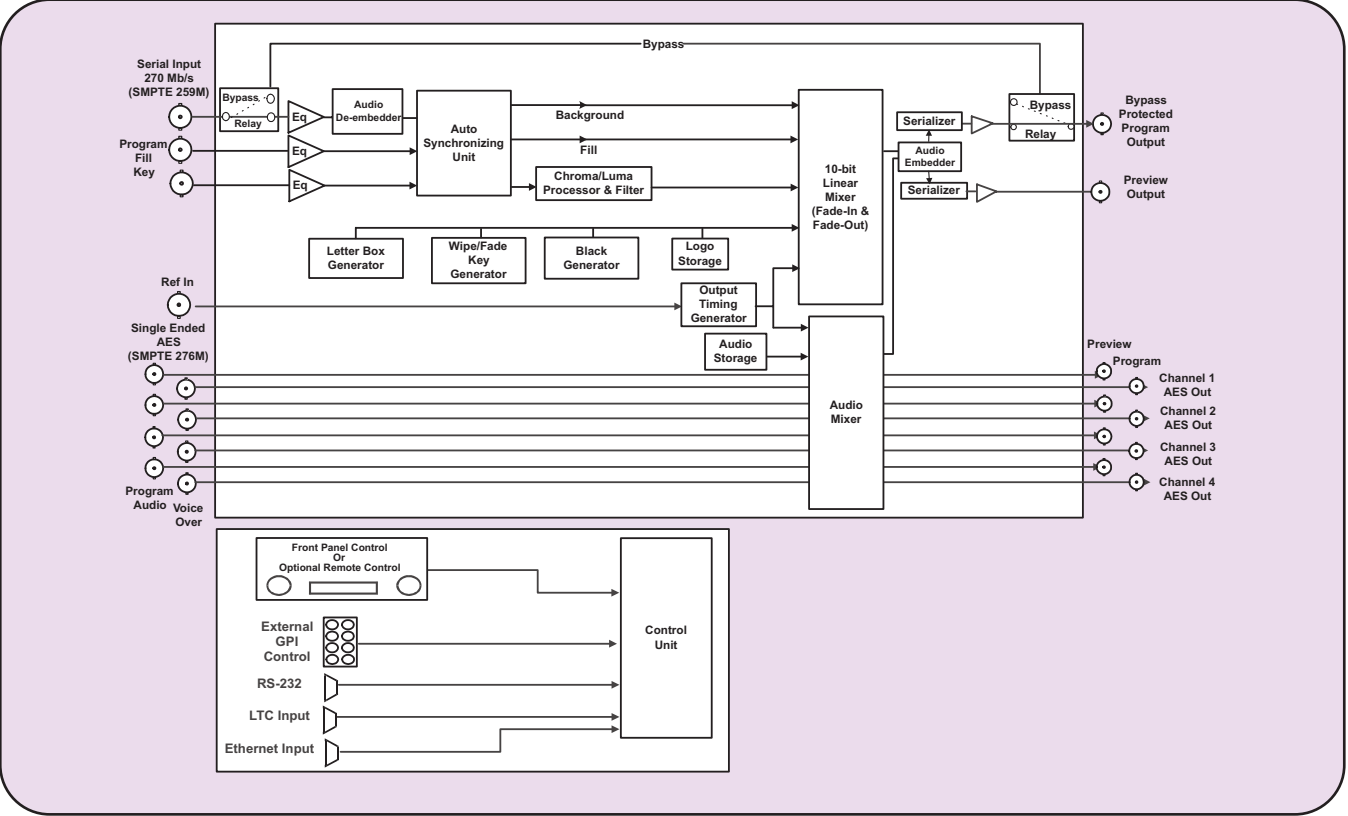 Bypass
Serial Input
270 Mb/s
(SMPTE 259M)
Bypass
Relay
Eq
Audio
De-embedder
Program
Fill
Key
Eq
Eq
Auto
Synchronizing
Unit
Background
Fill
Chroma/Luma
Processor & Filter
10-bit
Linear
Mixer
(Fade-In &
Fade-Out)
Serializer
Audio
Embedder
Serializer
Bypass
Relay
Bypass
Protected
Program
Output
Preview
Output
Letter Box
Generator
Wipe/Fade
Key
Generator
Black
Generator
Logo
Storage
Ref In
Output
Timing
Generator
Single Ended
AES
(SMPTE 276M)
Audio
Storage
Audio
Mixer
Preview
Program
Channel 1
AES Out
Channel 2
AES Out
Channel 3
AES Out
Channel 4
AES Out
Program
Audio
Voice
Over
Front Panel Control
Or
Optional Remote Control
External
GPI
Control
RS-232
LTC Input
Ethernet Input
Control
Unit